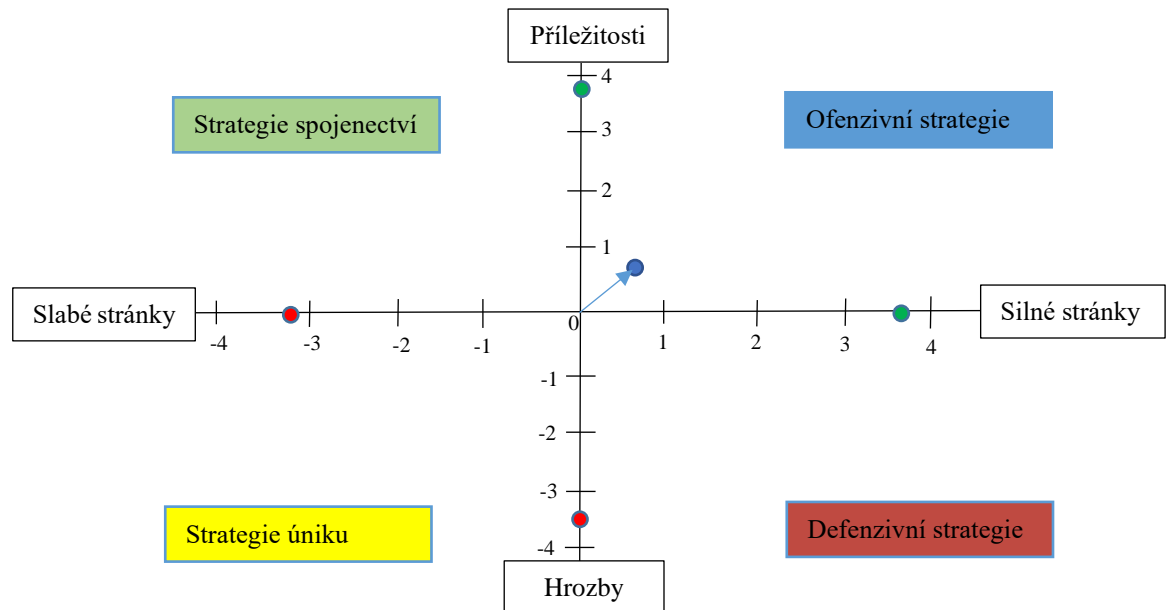 Příležitosti
4
Strategie spojenectví
Ofenzivní strategie
3
2
1
Slabé stránky
Silné stránky
0
-4
-3
-2
-1
1
2
3
4
-1
-2
-3
Strategie úniku
Defenzivní strategie
-4
Hrozby